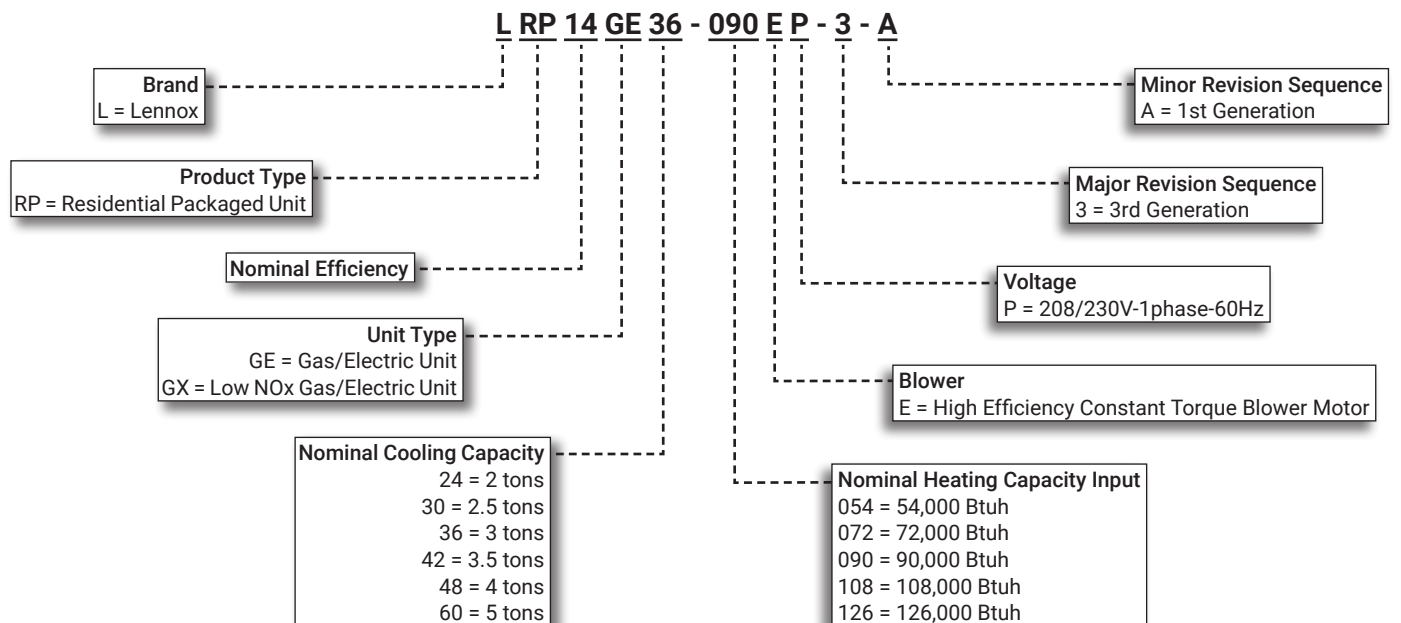 L RP 14 GE 36 - 090 E P - 3 - A
Brand
L = Lennox
Product Type
RP = Residential Packaged Unit
Nominal Efficiency
Unit Type
GE = Gas/Electric Unit
GX = Low NOx Gas/Electric Unit
Nominal Cooling Capacity
24 = 2 tons
30 = 2.5 tons
36 = 3 tons
42 = 3.5 tons
48 = 4 tons
60 = 5 tons
Minor Revision Sequence
A = 1st Generation
Major Revision Sequence
3 = 3rd Generation
Voltage
P = 208/230V-1phase-60Hz
Blower
E = High Efficiency Constant Torque Blower Motor
Nominal Heating Capacity Input
054 = 54,000 Btuh
072 = 72,000 Btuh
090 = 90,000 Btuh
108 = 108,000 Btuh
126 = 126,000 Btuh